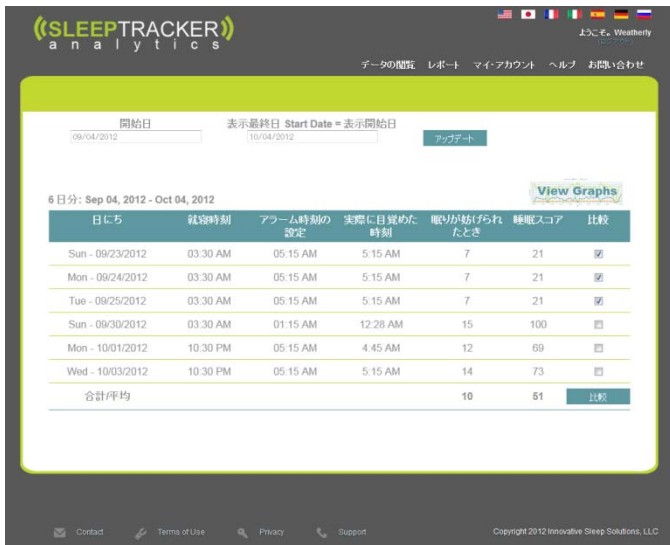 ((SLEEPTRACKER))
analytics
ようこそ。 Weatherly
(ログアウト)
データの閲覧 レポート マイ・アカウント ヘルプ お問い合わせ
開始日 表示最終日 Start Date = 表示開始日
09/04/2012 10/04/2012 アップデート
View Graphs
6 日分: Sep 04, 2012 - Oct 04, 2012
日にち 就寝時刻 アラーム時刻の設定 実際に目覚めた時刻 眠りが妨げられたとき 睡眠スコア 比較
Sun - 09/23/2012 03:30 AM 05:15 AM 5:15 AM 7 21
Mon - 09/24/2012 03:30 AM 05:15 AM 5:15 AM 7 21
Tue - 09/25/2012 03:30 AM 05:15 AM 5:15 AM 7 21
Sun - 09/30/2012 03:30 AM 01:15 AM 12:28 AM 15 100
Mon - 10/01/2012 10:30 PM 05:15 AM 4:45 AM 12 69
Wed - 10/03/2012 10:30 PM 05:15 AM 5:15 AM 14 73
合計/平均 10 51 比較
Contact Terms of Use Privacy Support Copyright 2012 Innovative Sleep Solutions, LLC